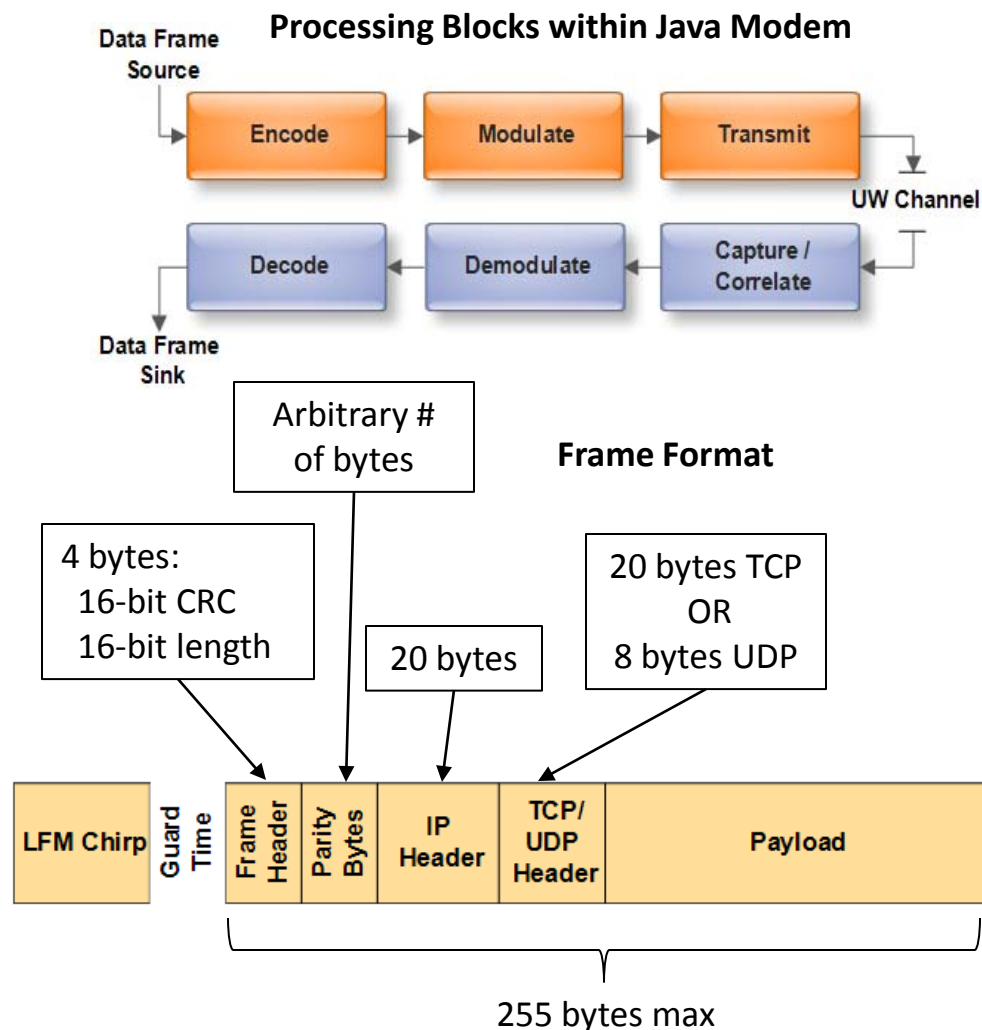 Processing Blocks within Java Modem
Data Frame
Source
Encode
Modulate
Transmit
UW Channel
Decode
Demodulate
Capture /
Correlate
Data Frame
Sink
Arbitrary #
of bytes
Frame Format
4 bytes:
16-bit CRC
16-bit length
20 bytes
20 bytes TCP
OR
8 bytes UDP
LFM Chirp
Guard
Time
Frame
Header
Parity
Bytes
IP
Header
TCP/
UDP
Header
Payload
255 bytes max